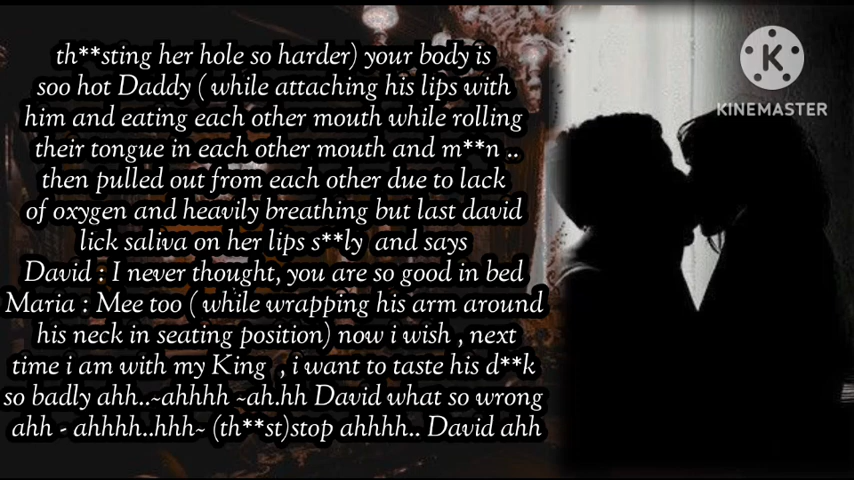 th**sting her hole so harder) your body is
soo hot Daddy ( while attaching his lips with
him and eating each other mouth while rolling
their tongue in each other mouth and m**n ..
then pulled out from each other due to lack
of oxygen and heavily breathing but last david
lick saliva on her lips s**ly and says
David : I never thought, you are so good in bed
Maria : Mee too ( while wrapping his arm around
his neck in seating position) now i wish , next
time i am with my King , i want to taste his d**k
so badly ahh..~ahhhh ~ah.hh David what so wrong
ahh - ahhhh..hhh~ (th**st)stop ahhhh.. David ahh
K
KINEMASTER